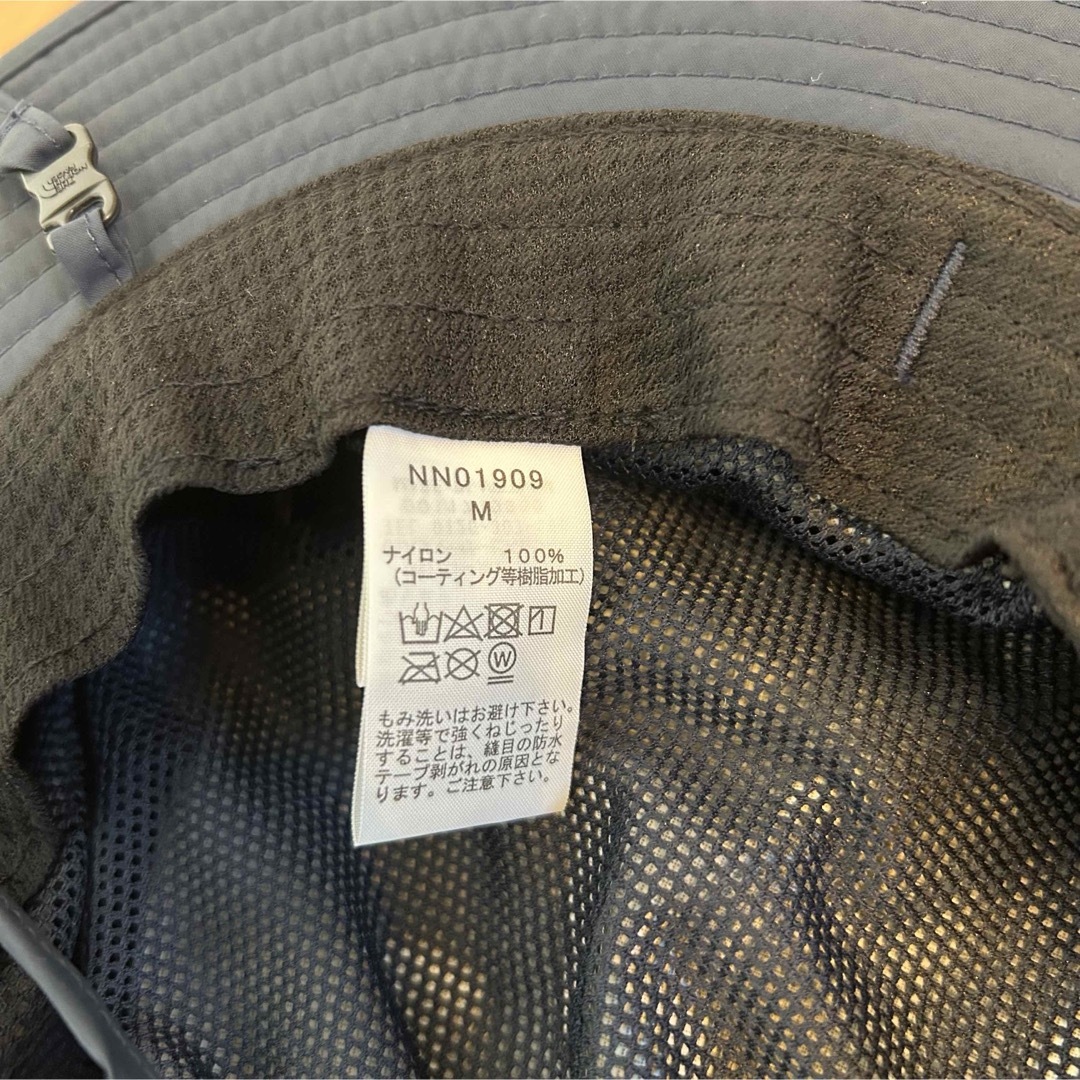 NN01909
M
ナイロン 100%
(コーティング等樹脂加工)
W
もみ洗いはお避け下さい。
洗濯等で強くねじったり
することは、縫目の防水
テープ剥がれの原因とな
ります。ご注意下さい。